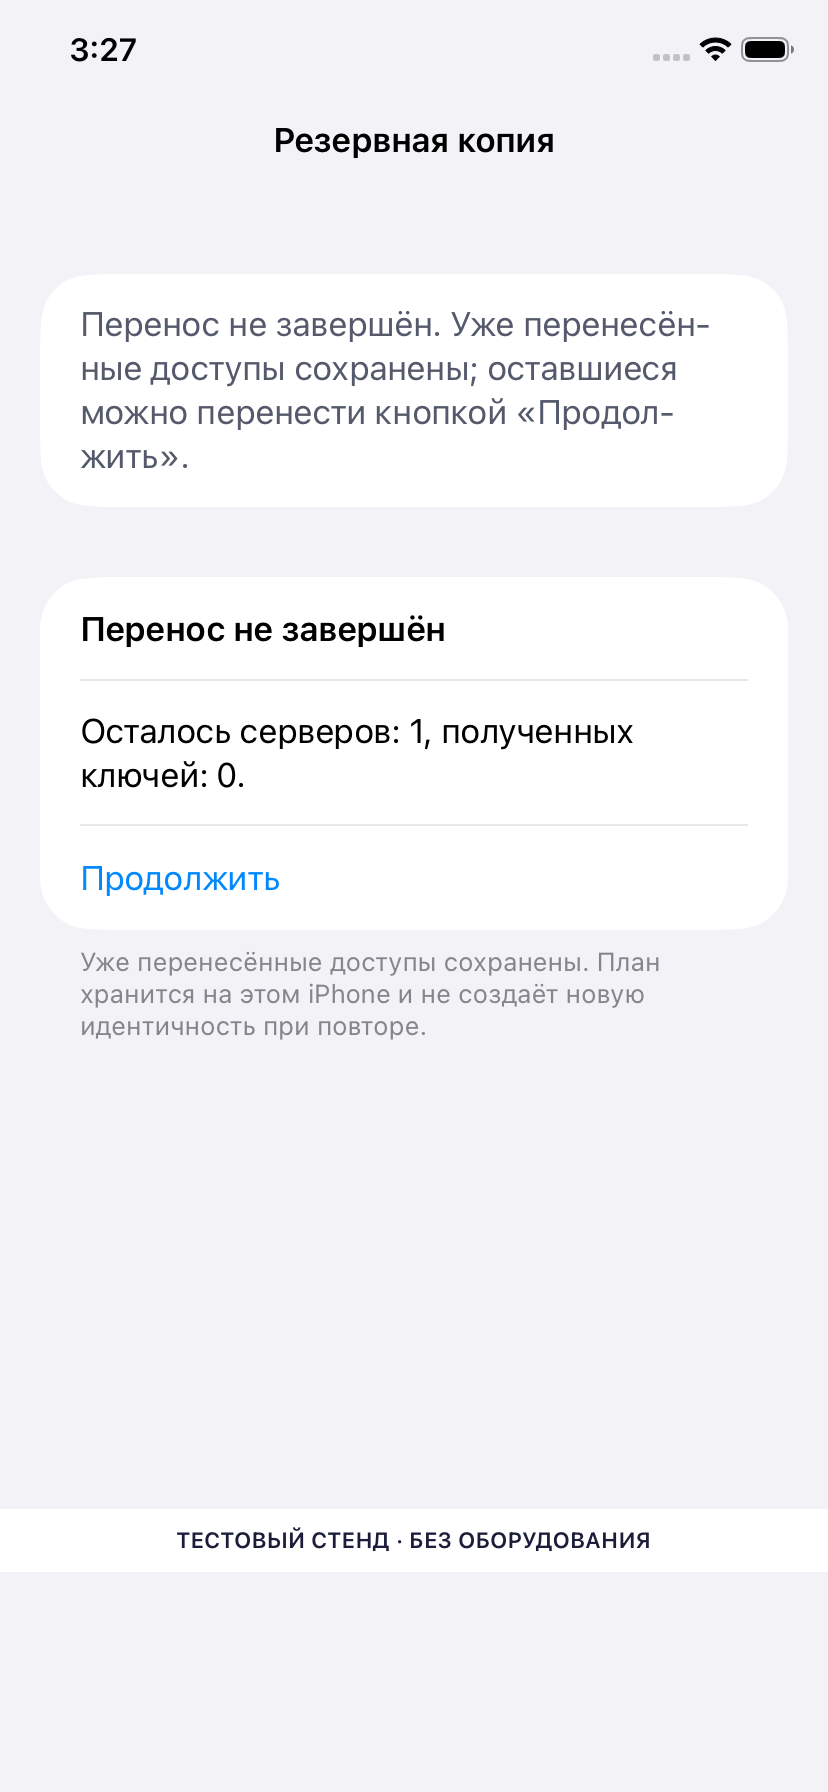 3:27
Резервная копия
Перенос не завершён. Уже перенесён-
ные доступы сохранены; оставшиеся
можно перенести кнопкой «Продол-
жить».
Перенос не завершён
Осталось серверов: 1, полученных
ключей: 0.
Продолжить
Уже перенесённые доступы сохранены. План
хранится на этом iPhone и не создаёт новую
идентичность при повторе.
ТЕСТОВЫЙ СТЕНД · БЕЗ ОБОРУДОВАНИЯ